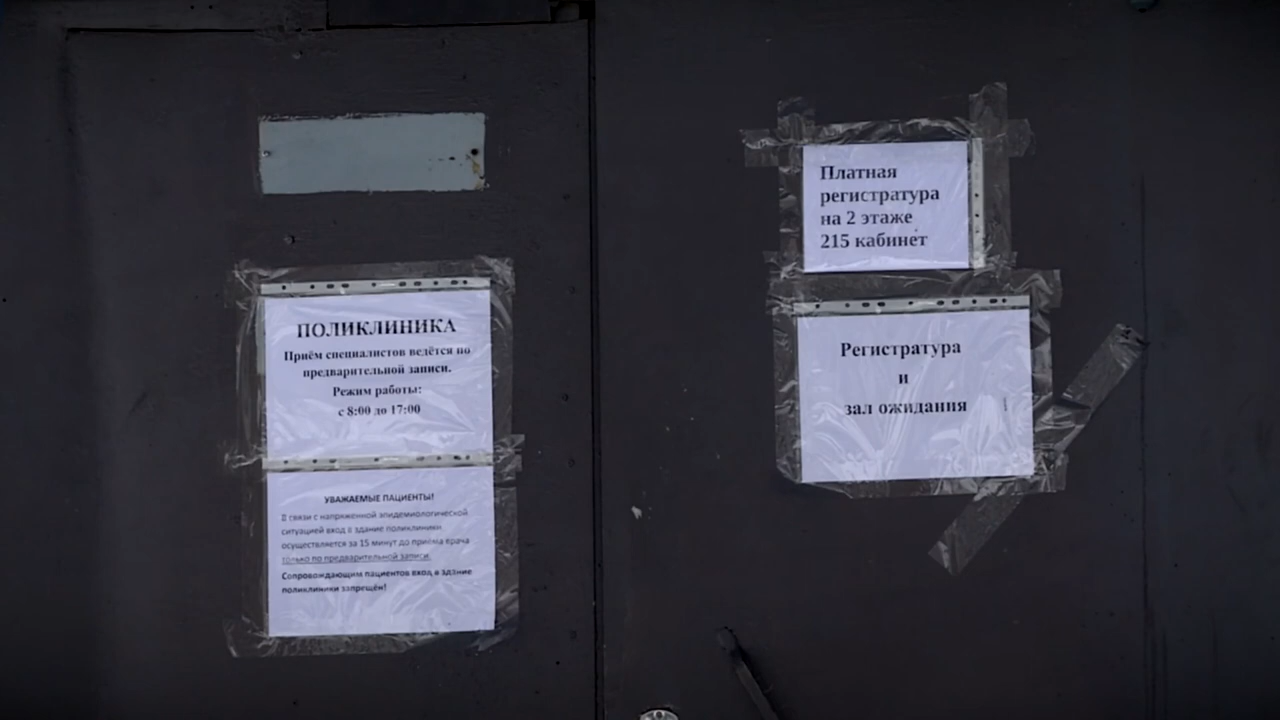 ПОЛИКЛИНИКА
Приём специалистов ведётся по
предварительной записи.
Режим работы:
с 8:00 до 17:00
УВАЖАЕМЫЕ ПАЦИЕНТЫ!
В связи с напряженной эпидемиологической
ситуацией вход в здание поликлиники
осуществляется за 15 минут до приёма врача
только по предварительной записи.
Сопровождающим пациентов вход в здание
поликлиники запрещён!
Платная
регистратура
на 2 этаже
215 кабинет
Регистратура
и
зал ожидания